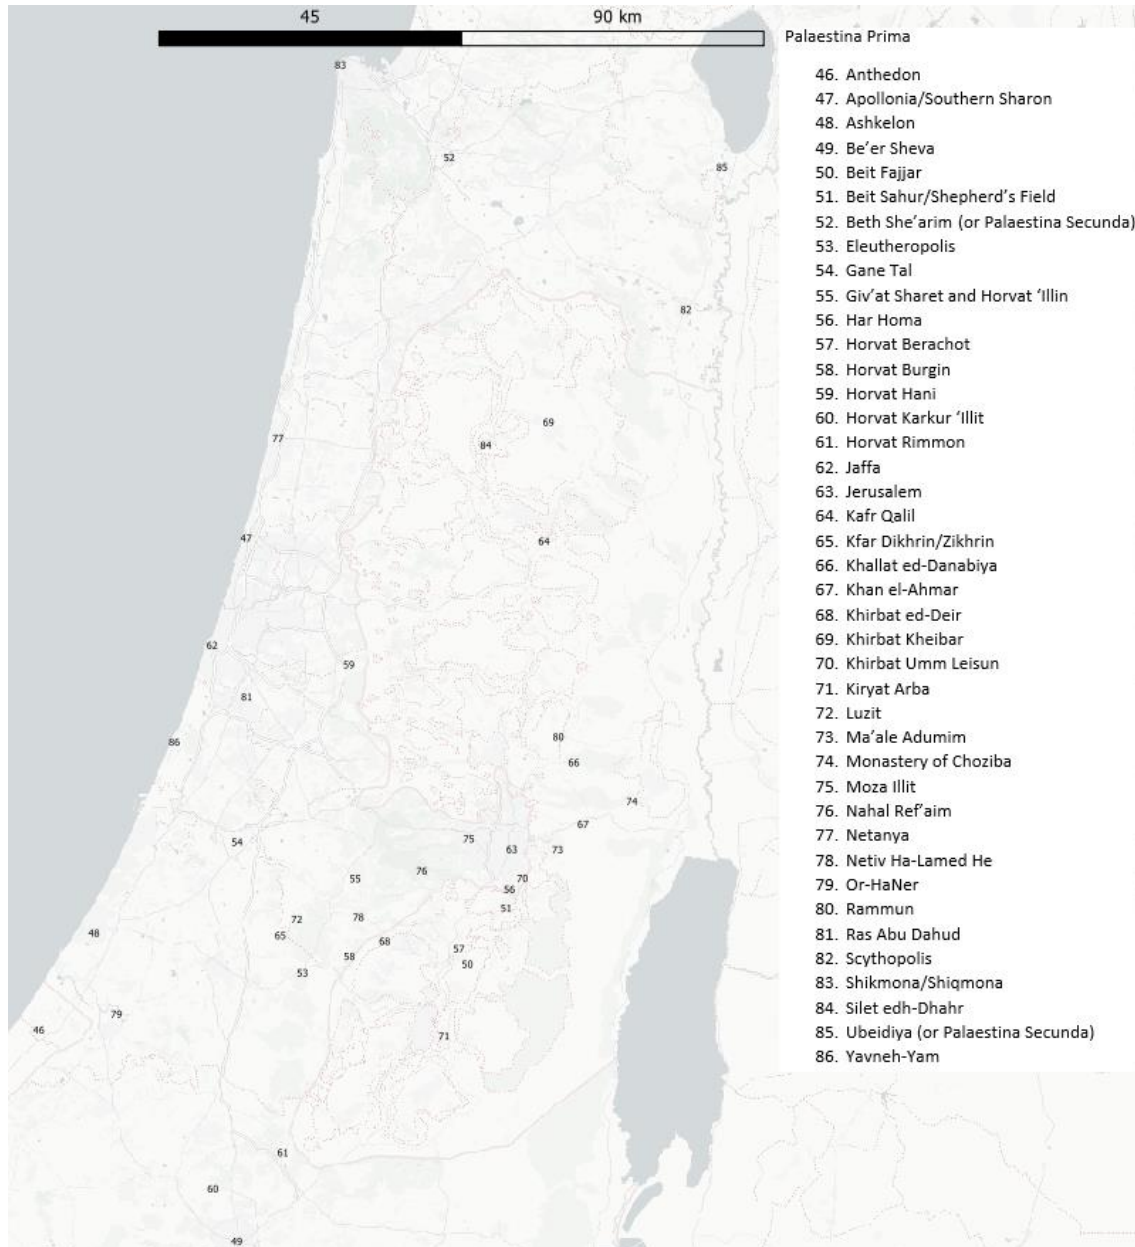 45 90 km
Palaestina Prima
83
46. Anthedon
47. Apollonia/Southern Sharon
48. Ashkelon
49. Be’er Sheva
52
85
50. Beit Fajjar
51. Beit Sahur/Shepherd’s Field
52. Beth She’arim (or Palaestina Secunda)
53. Eleutheropolis
54. Gane Tal
55. Giv’at Sharet and Horvat ‘Illin
82
56. Har Homa
57. Horvat Berachot
58. Horvat Burgin
59. Horvat Hani
69
60. Horvat Karkur ‘Illit
77
84
61. Horvat Rimmon
62. Jaffa
63. Jerusalem
64. Kafr Qalil
47
64
65. Kfar Dikhrin/Zikhrin
66. Khallat ed-Danabiya
67. Khan el-Ahmar
68. Khirbat ed-Deir
69. Khirbat Kheibar
62
59
70. Khirbat Umm Leisun
81
71. Kiryat Arba
72. Luzit
86
80
73. Ma’ale Adumim
66
74. Monastery of Choziba
74
75. Moza Illit
67
76. Nahal Ref’aim
54
75
63
73
77. Netanya
78. Netiv Ha-Lamed He
55
76
70
56
79. Or-HaNer
51
80. Rammun
72
78
48
65
68
81. Ras Abu Dahud
57
58
50
82. Scythopolis
53
83. Shikmona/Shiqmona
79
84. Silet edh-Dhahr
46
71
85. Ubeidiya (or Palaestina Secunda)
86. Yavneh-Yam
61
60
49